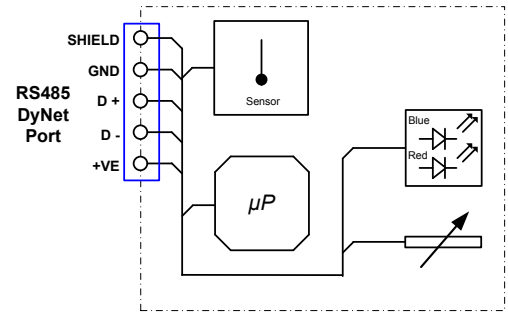 SHIELD
GND
D +
D -
+VE
RS485
DyNet
Port
Sensor
µP
Blue
Red